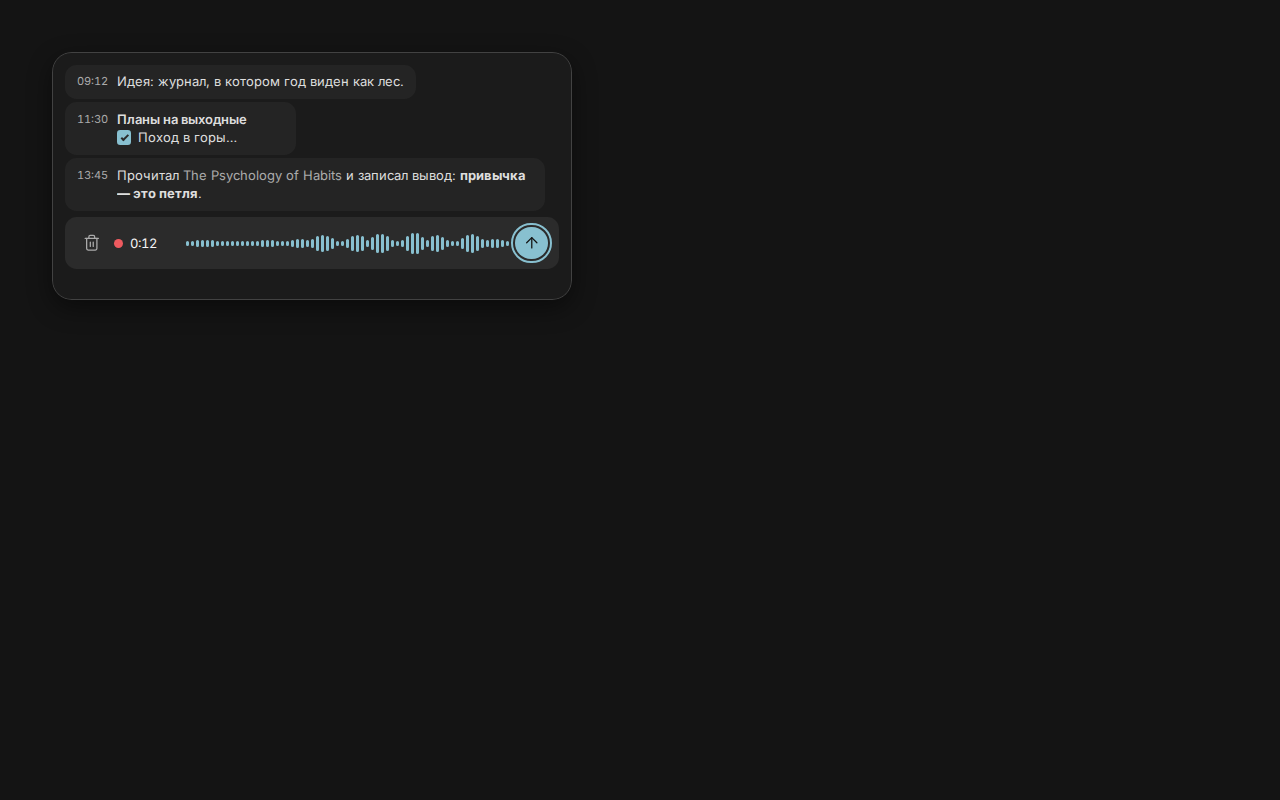 09:12 Идея: журнал, в котором год виден как лес.
11:30 Планы на выходные
Поход в горы...
13:45 Прочитал The Psychology of Habits и записал вывод: привычка
— это петля.
0:12